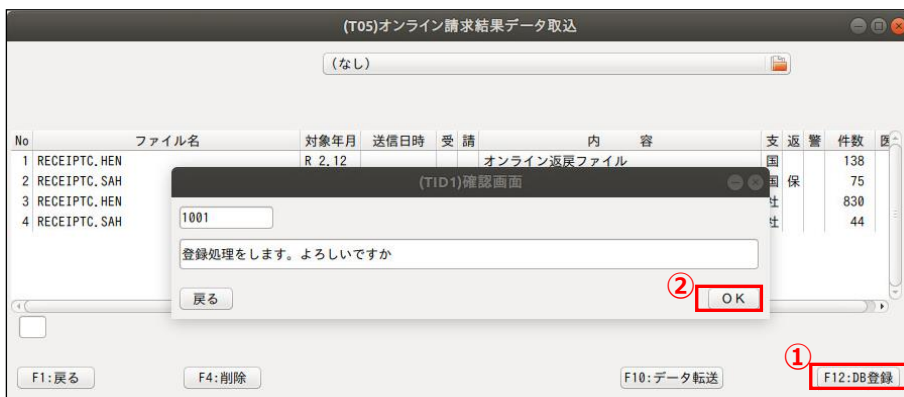 (T05)オンライン請求結果データ取込
(なし)
No ファイル名 対象年月 送信日時 受 請 内 容 支 返 警 件数 医
1 RECEIPTC.HEN R 2.12 オンライン返戻ファイル 国 138
2 RECEIPTC.SAH 国 保 75
3 RECEIPTC.HEN 社 830
4 RECEIPTC.SAH 社 44
(TID1)確認画面
1001
登録処理をします。よろしいですか
戻る ② OK
①
F1:戻る F4:削除 F10:データ転送 F12:DB登録